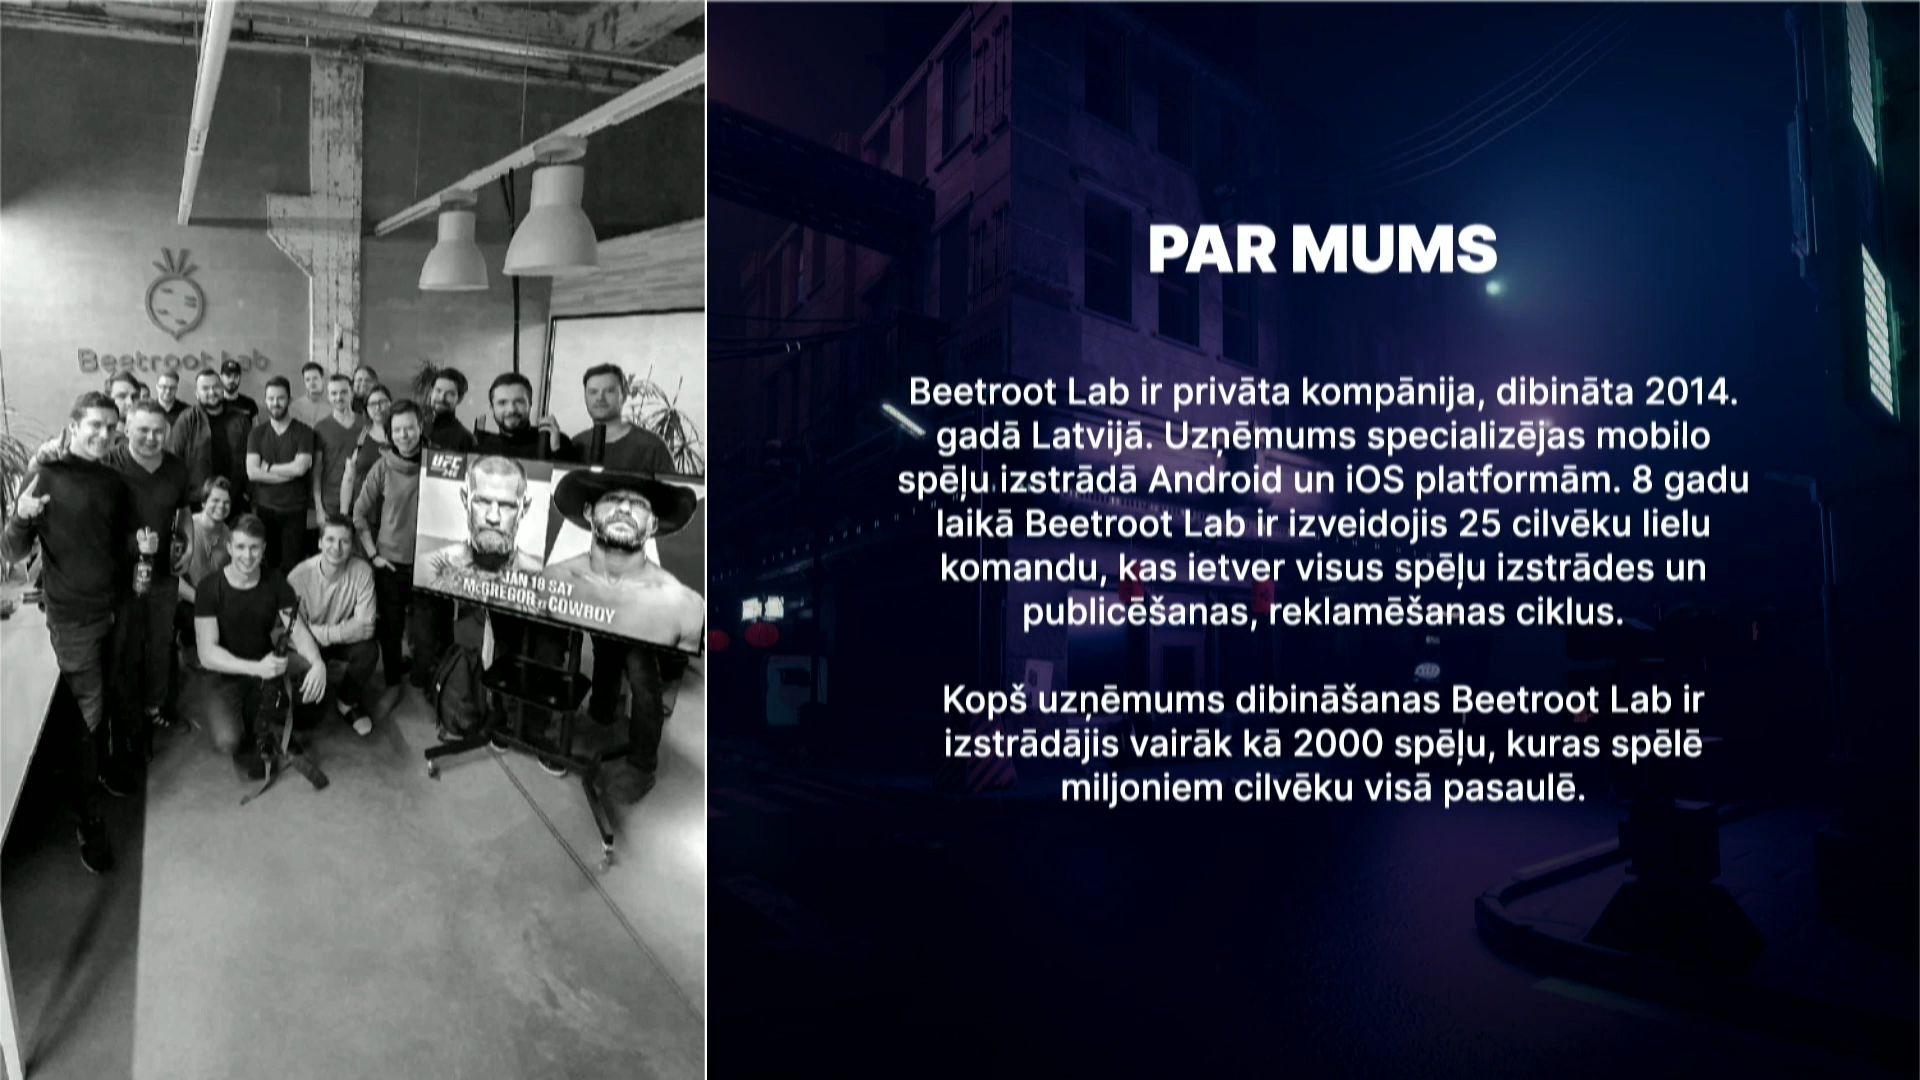 Beetroot Lab
UFC
246
JAN 18 SAT
McGREGOR vs COWBOY
PAR MUMS
Beetroot Lab ir privāta kompānija, dibināta 2014.
gadā Latvijā. Uzņēmums specializējas mobilo
spēļu izstrādā Android un iOS platformām. 8 gadu
laikā Beetroot Lab ir izveidojis 25 cilvēku lielu
komandu, kas ietver visus spēļu izstrādes un
publicēšanas, reklamēšanas ciklus.
Kopš uzņēmums dibināšanas Beetroot Lab ir
izstrādājis vairāk kā 2000 spēļu, kuras spēlē
miljoniem cilvēku visā pasaulē.